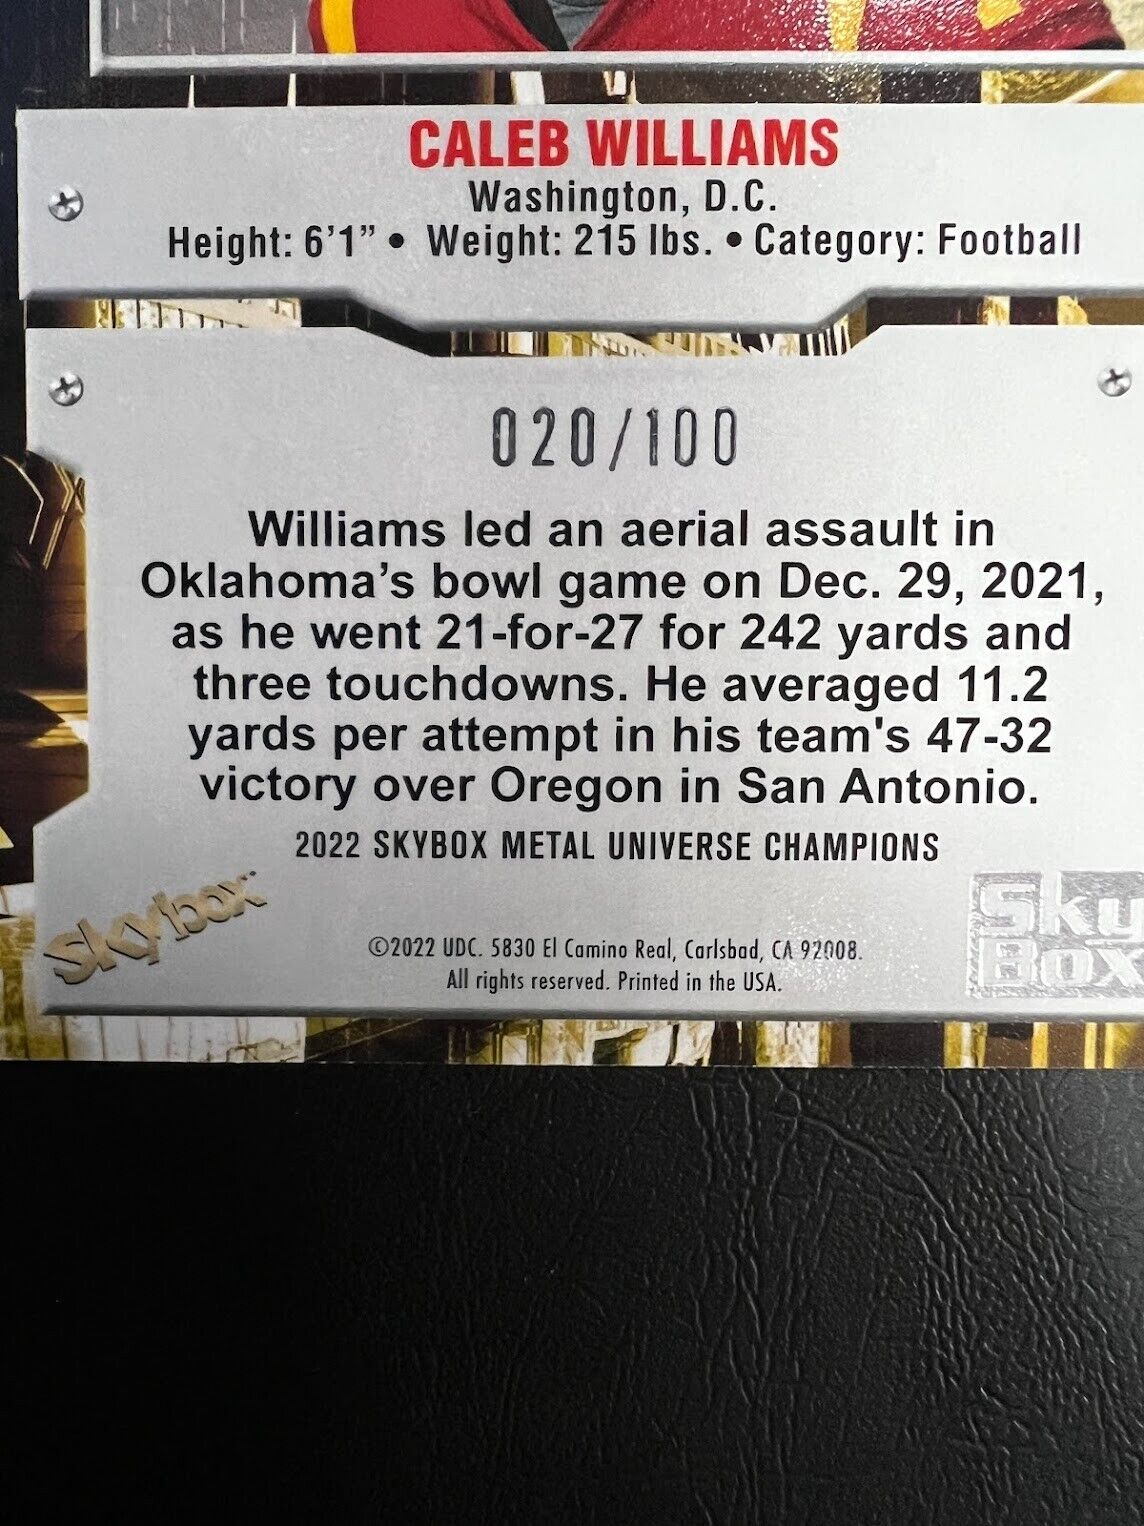 CALEB WILLIAMS
Washington, D.C.
Height: 6'1” • Weight: 215 lbs. • Category: Football
020/100
Williams led an aerial assault in
Oklahoma’s bowl game on Dec. 29, 2021,
as he went 21-for-27 for 242 yards and
three touchdowns. He averaged 11.2
yards per attempt in his team's 47-32
victory over Oregon in San Antonio.
2022 SKYBOX METAL UNIVERSE CHAMPIONS
Skybox™
©2022 UDC. 5830 El Camino Real, Carlsbad, CA 92008.
All rights reserved. Printed in the USA.
Sky
Box